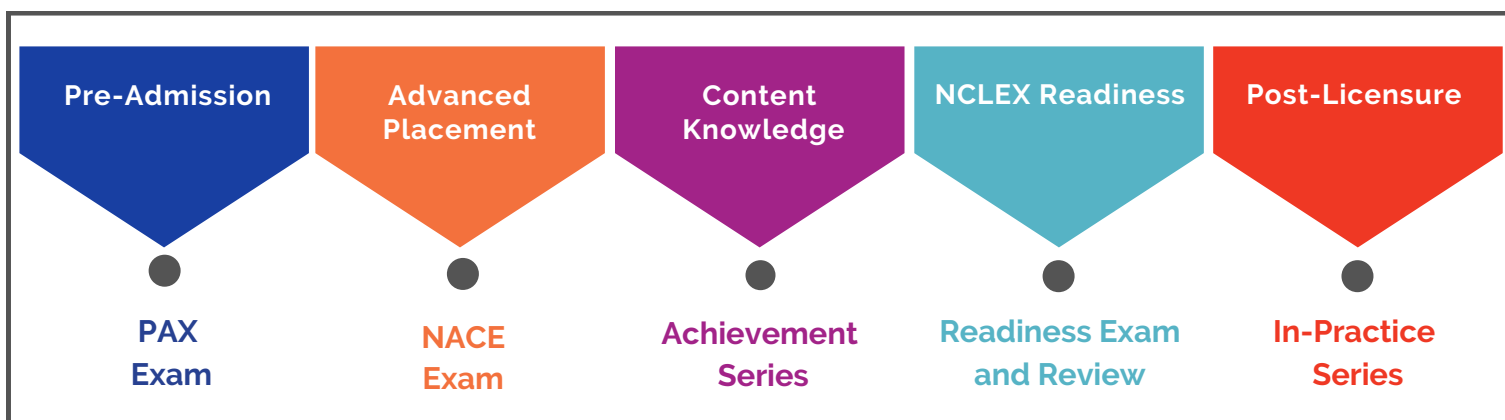 Pre-Admission
Advanced
Placement
Content
Knowledge
NCLEX Readiness
Post-Licensure
PAX
Exam
NACE
Exam
Achievement
Series
Readiness Exam
and Review
In-Practice
Series